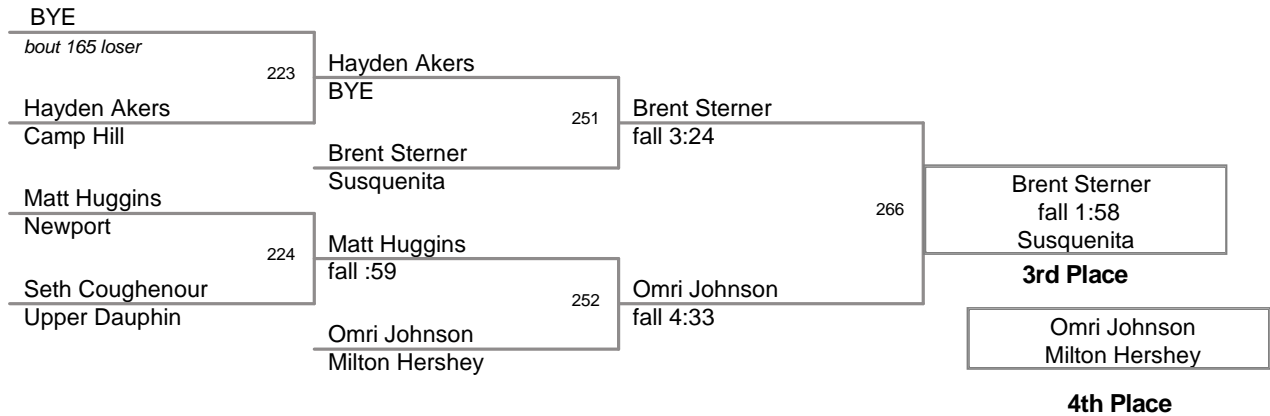 BYE
bout 165 loser
223
Hayden Akers
Camp Hill
Hayden Akers
BYE
251
Brent Sterner
Susquenita
Brent Sterner
fall 3:24
Matt Huggins
Newport
224
Seth Coughenour
Upper Dauphin
Matt Huggins
fall :59
252
Omri Johnson
Milton Hershey
Omri Johnson
fall 4:33
266
Brent Sterner
fall 1:58
Susquenita
3rd Place
Omri Johnson
Milton Hershey
4th Place